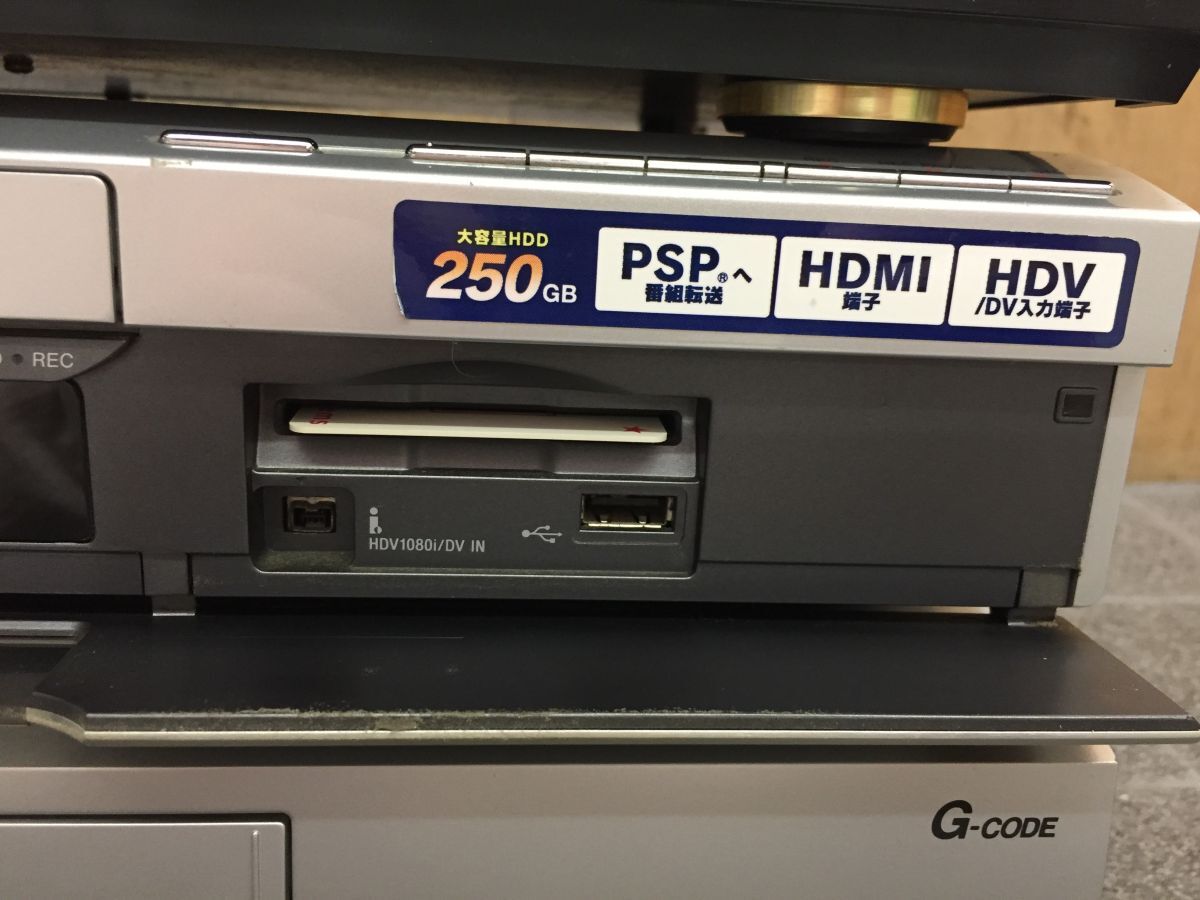 大容量HDD
250GB
PSP®へ
番組転送
HDMI
端子
HDV
/DV入力端子
REC
HDV1080i/DV IN
G-CODE